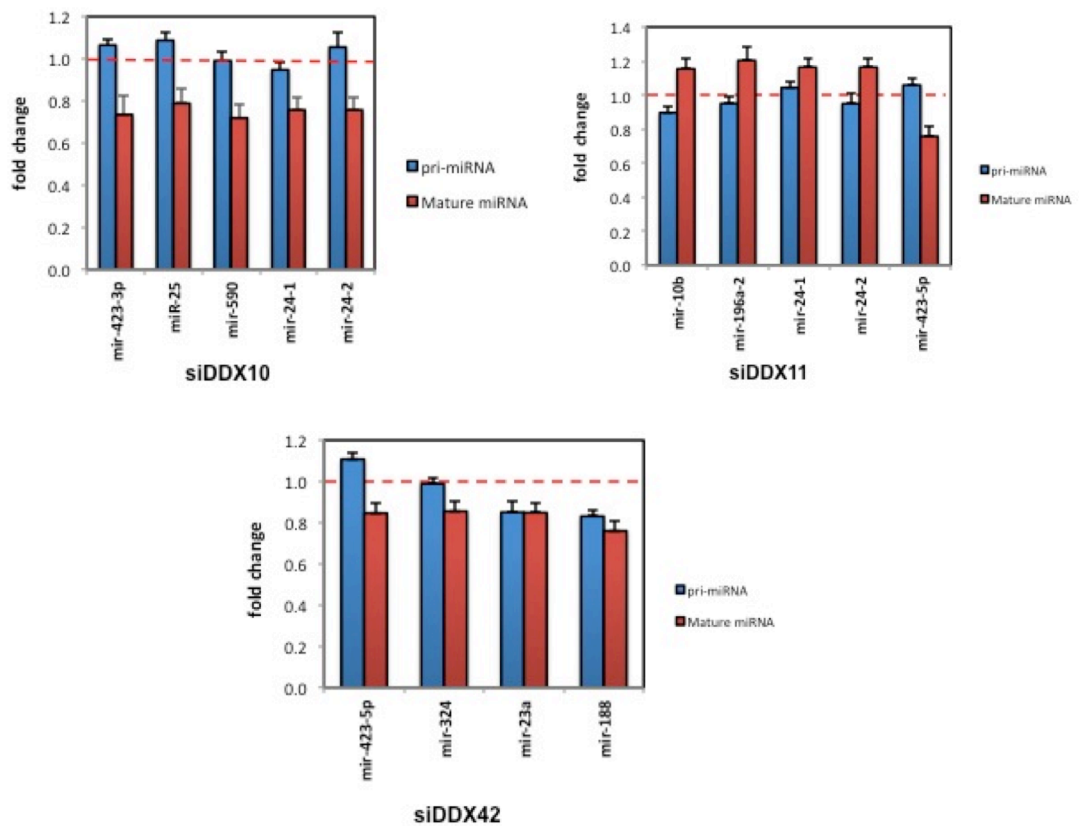 fold change
1.2
1.0
0.8
0.6
0.4
0.2
0.0
mir-423-3p
miR-25
mir-590
mir-24-1
mir-24-2
pri-miRNA
Mature miRNA
siDDX10
fold change
1.4
1.2
1.0
0.8
0.6
0.4
0.2
0.0
mir-10b
mir-196a-2
mir-24-1
mir-24-2
mir-423-5p
pri-miRNA
Mature miRNA
siDDX11
fold change
1.2
1.0
0.8
0.6
0.4
0.2
0.0
mir-423-5p
mir-324
mir-23a
mir-188
pri-miRNA
Mature miRNA
siDDX42